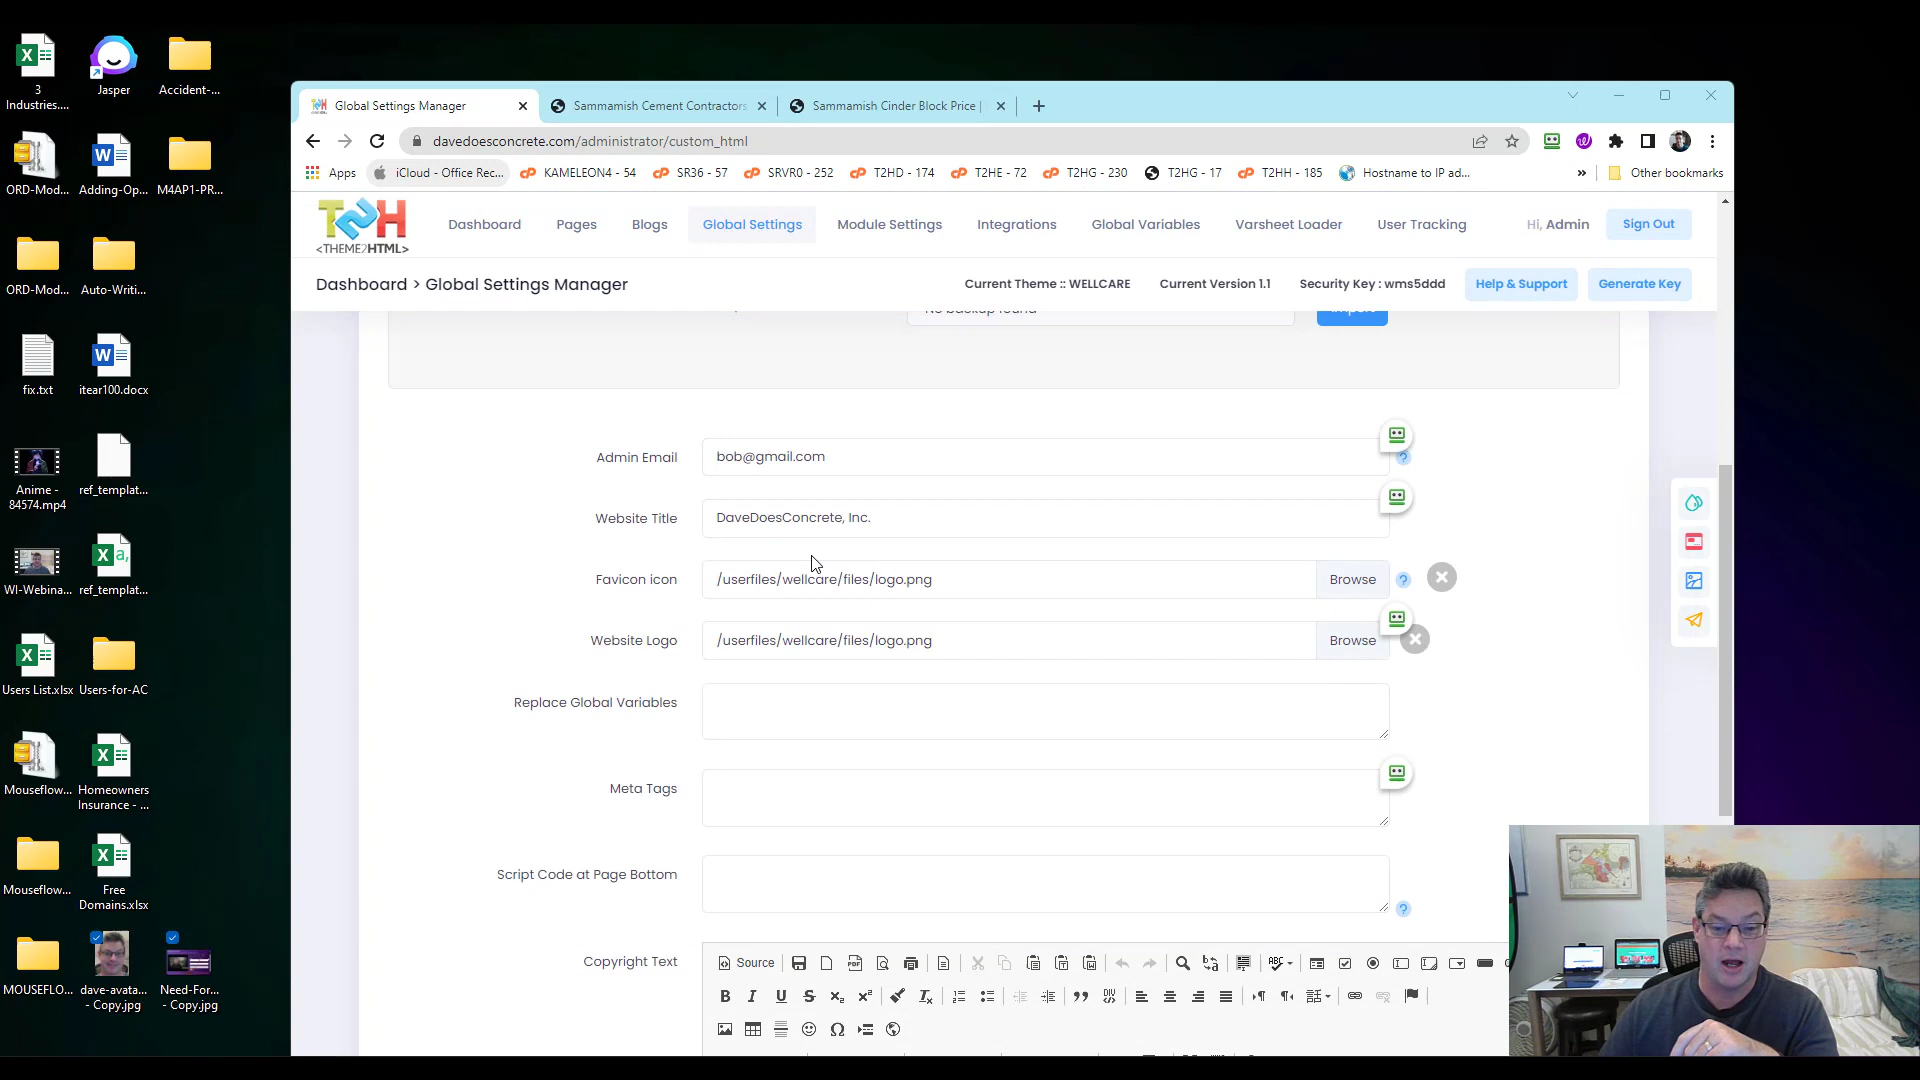 3
Industries....
Jasper
Accident-...
ORD-Mod...
Adding-Op...
M4AP1-PR...
ORD-Mod...
Auto-Writi...
fix.txt
itear100.docx
Anime -
84574.mp4
ref_templat...
WI-Webina...
ref_templat...
Users List.xlsx
Users-for-AC
Mouseflow...
Homeowners
Insurance - ...
Mouseflow...
Free
Domains.xlsx
MOUSEFLO...
dave-avata...
- Copy.jpg
Need-For...
- Copy.jpg
Global Settings Manager
Sammamish Cement Contractors
Sammamish Cinder Block Price |
davedoesconcrete.com/administrator/custom_html
Apps
iCloud - Office Rec...
KAMELEON4 - 54
SR36 - 57
SRVR0 - 252
T2HD - 174
T2HE - 72
T2HG - 230
T2HG - 17
T2HH - 185
Hostname to IP ad...
»
Other bookmarks
T2H
<THEME2HTML>
Dashboard
Pages
Blogs
Global Settings
Module Settings
Integrations
Global Variables
Varsheet Loader
User Tracking
Hi, Admin
Sign Out
Dashboard > Global Settings Manager
Current Theme :: WELLCARE
Current Version 1.1
Security Key : wms5ddd
Help & Support
Generate Key
No backup found
Import
Admin Email
bob@gmail.com
Website Title
DaveDoesConcrete, Inc.
Favicon icon
/userfiles/wellcare/files/logo.png
Browse
Website Logo
/userfiles/wellcare/files/logo.png
Browse
Replace Global Variables
Meta Tags
Script Code at Page Bottom
Copyright Text
Source